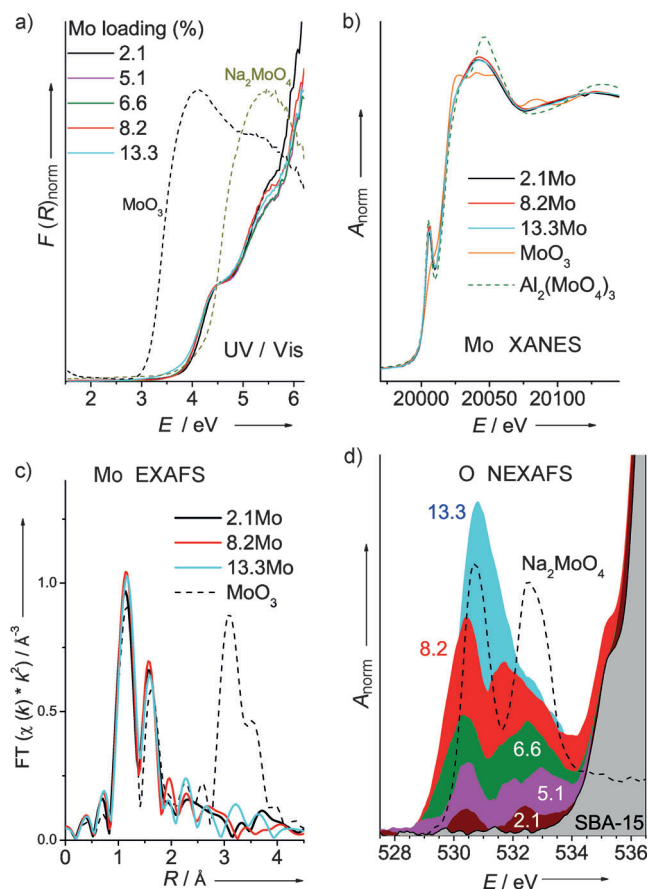 a)
Mo loading (%)
2.1
5.1
6.6
8.2
13.3
Na₂MoO₄
MoO₃
UV / Vis
F (R)norm
2 3 4 5 6
E / eV
b)
2.1Mo
8.2Mo
13.3Mo
MoO₃
Al₂(MoO₄)₃
Mo XANES
Anorm
20000 20050 20100
E / eV
c)
Mo EXAFS
2.1Mo
8.2Mo
13.3Mo
MoO₃
FT (χ (k) * k²) / Å⁻³
1.0
0.5
0.0
0 1 2 3 4
R / Å
d)
O NEXAFS
13.3
Na₂MoO₄
8.2
6.6
5.1
2.1
SBA-15
Anorm
528 530 532 534 536
E / eV